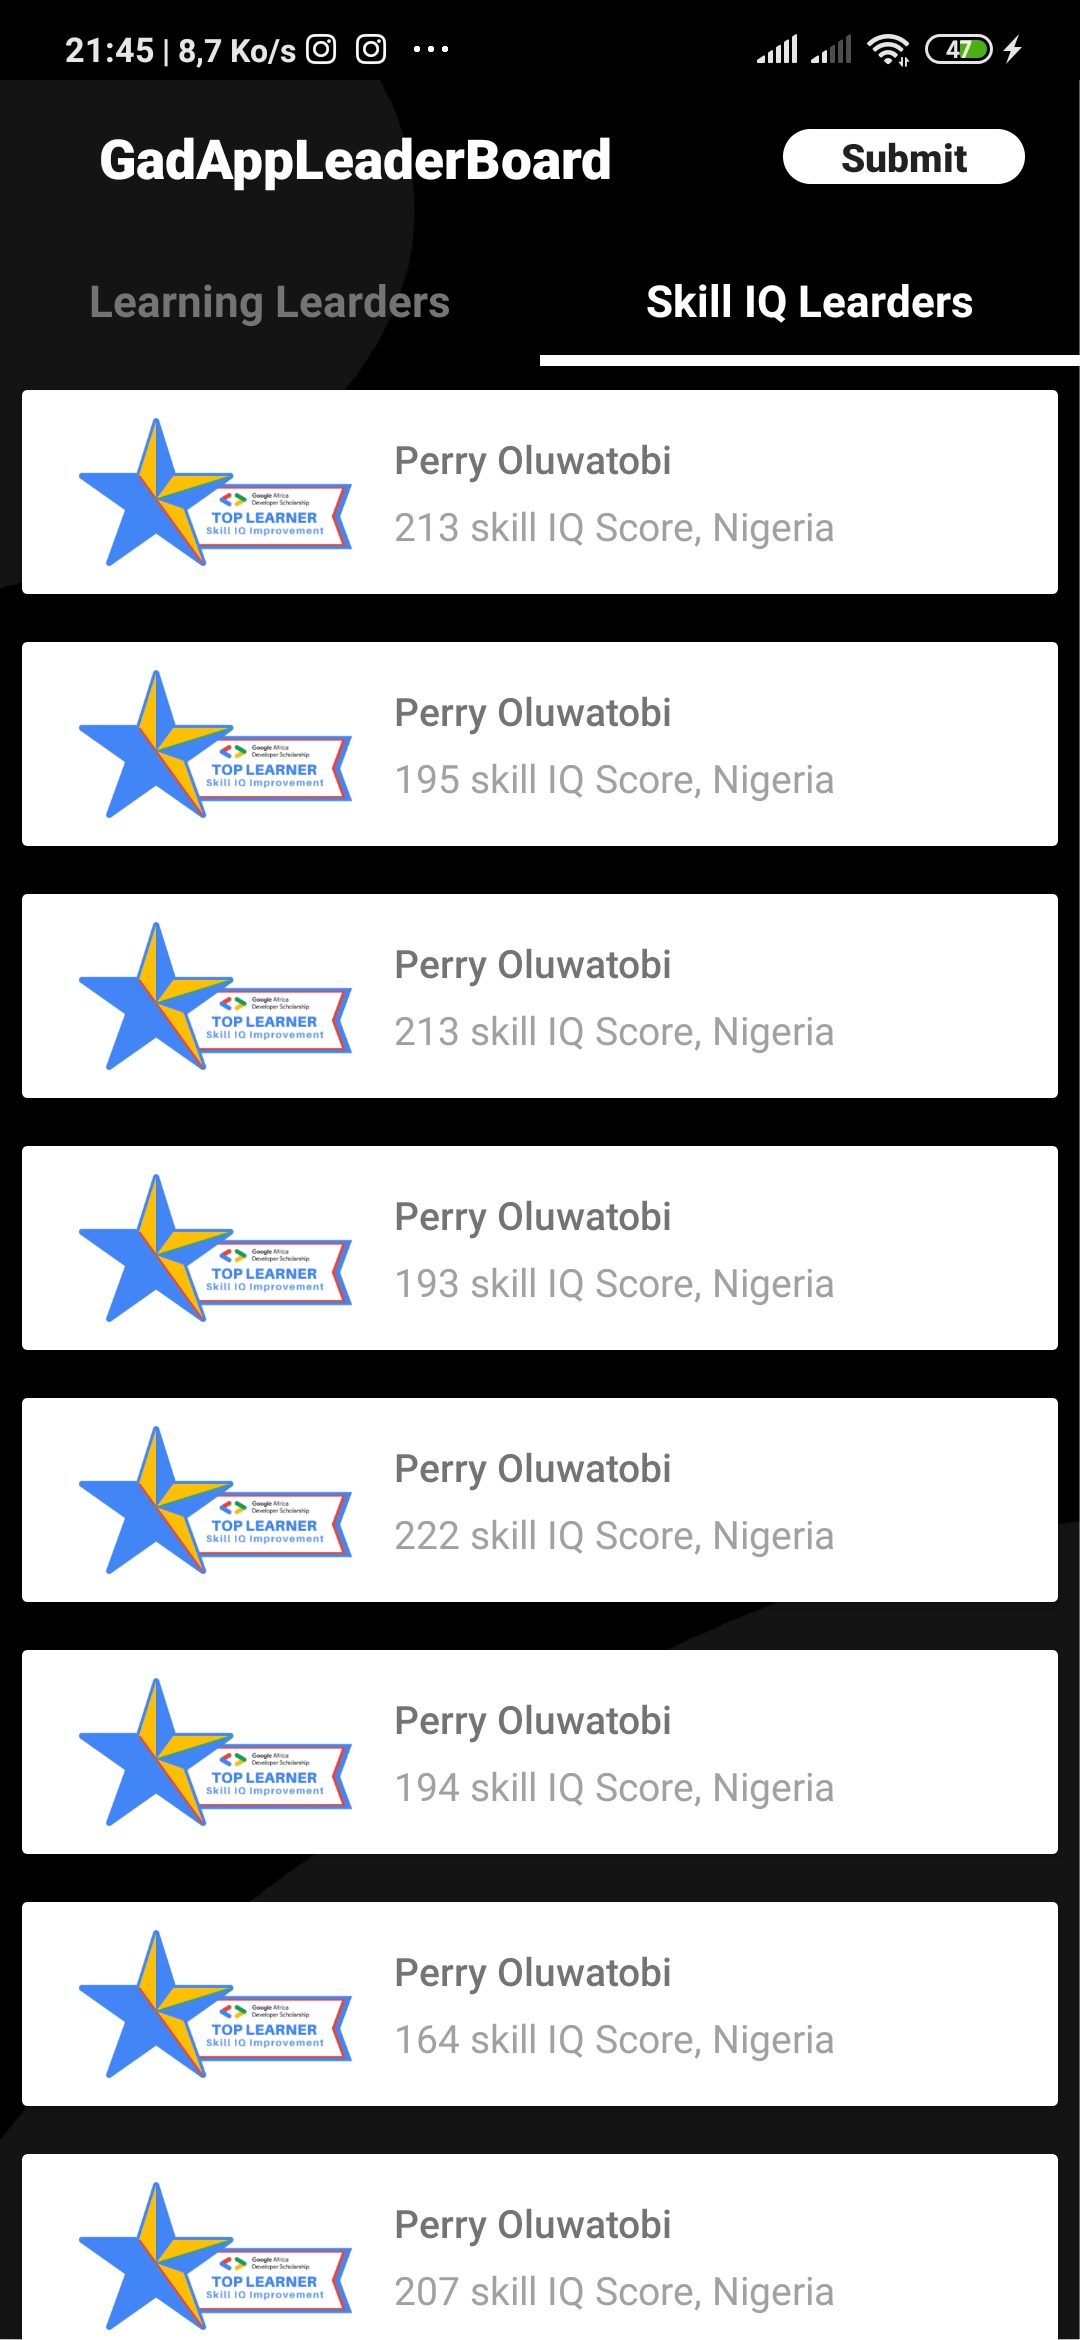 21:45 | 8,7 Ko/s
47
GadAppLeaderBoard
Submit
Learning Learders
Skill IQ Learders
Perry Oluwatobi
Google Africa
Developer Scholarship
TOP LEARNER
Skill IQ Improvement
213 skill IQ Score, Nigeria
Perry Oluwatobi
Google Africa
Developer Scholarship
TOP LEARNER
Skill IQ Improvement
195 skill IQ Score, Nigeria
Perry Oluwatobi
Google Africa
Developer Scholarship
TOP LEARNER
Skill IQ Improvement
213 skill IQ Score, Nigeria
Perry Oluwatobi
Google Africa
Developer Scholarship
TOP LEARNER
Skill IQ Improvement
193 skill IQ Score, Nigeria
Perry Oluwatobi
Google Africa
Developer Scholarship
TOP LEARNER
Skill IQ Improvement
222 skill IQ Score, Nigeria
Perry Oluwatobi
Google Africa
Developer Scholarship
TOP LEARNER
Skill IQ Improvement
194 skill IQ Score, Nigeria
Perry Oluwatobi
Google Africa
Developer Scholarship
TOP LEARNER
Skill IQ Improvement
164 skill IQ Score, Nigeria
Perry Oluwatobi
Google Africa
Developer Scholarship
TOP LEARNER
Skill IQ Improvement
207 skill IQ Score, Nigeria